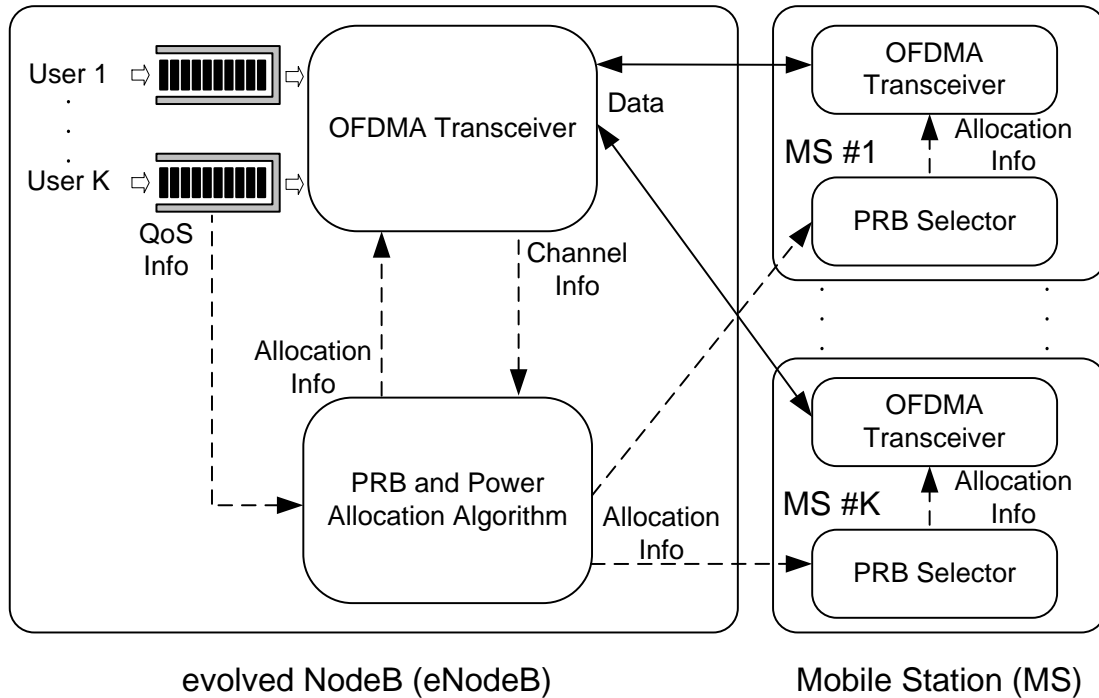 User 1
User K
QoS
Info
OFDMA Transceiver
Data
Channel
Info
Allocation
Info
PRB and Power
Allocation Algorithm
Allocation
Info
OFDMA
Transceiver
MS #1
Allocation
Info
PRB Selector
OFDMA
Transceiver
MS #K
Allocation
Info
PRB Selector
evolved NodeB (eNodeB)
Mobile Station (MS)